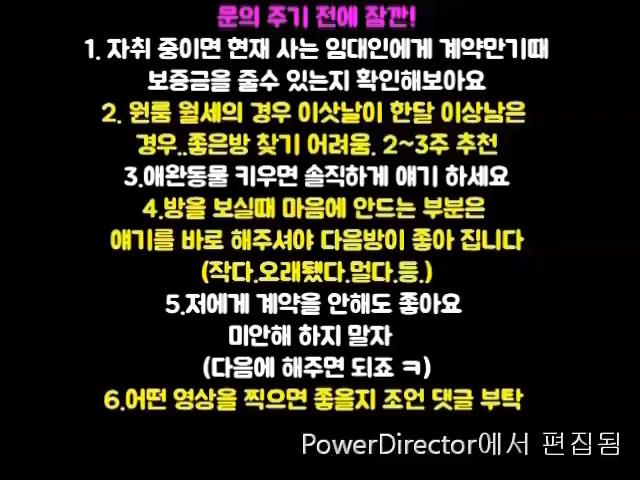 문의 주기 전에 잠깐!
1. 자취 중이면 현재 사는 임대인에게 계약만기때
보증금을 줄수 있는지 확인해보아요
2. 원룸 월세의 경우 이삿날이 한달 이상남은
경우..좋은방 찾기 어려움. 2~3주 추천
3.애완동물 키우면 솔직하게 얘기 하세요
4.방을 보실때 마음에 안드는 부분은
얘기를 바로 해주셔야 다음방이 좋아 집니다
(작다.오래됐다.멀다.등.)
5.저에게 계약을 안해도 좋아요
미안해 하지 말자
(다음에 해주면 되죠 ㅋ)
6.어떤 영상을 찍으면 좋을지 조언 댓글 부탁
PowerDirector에서 편집됨